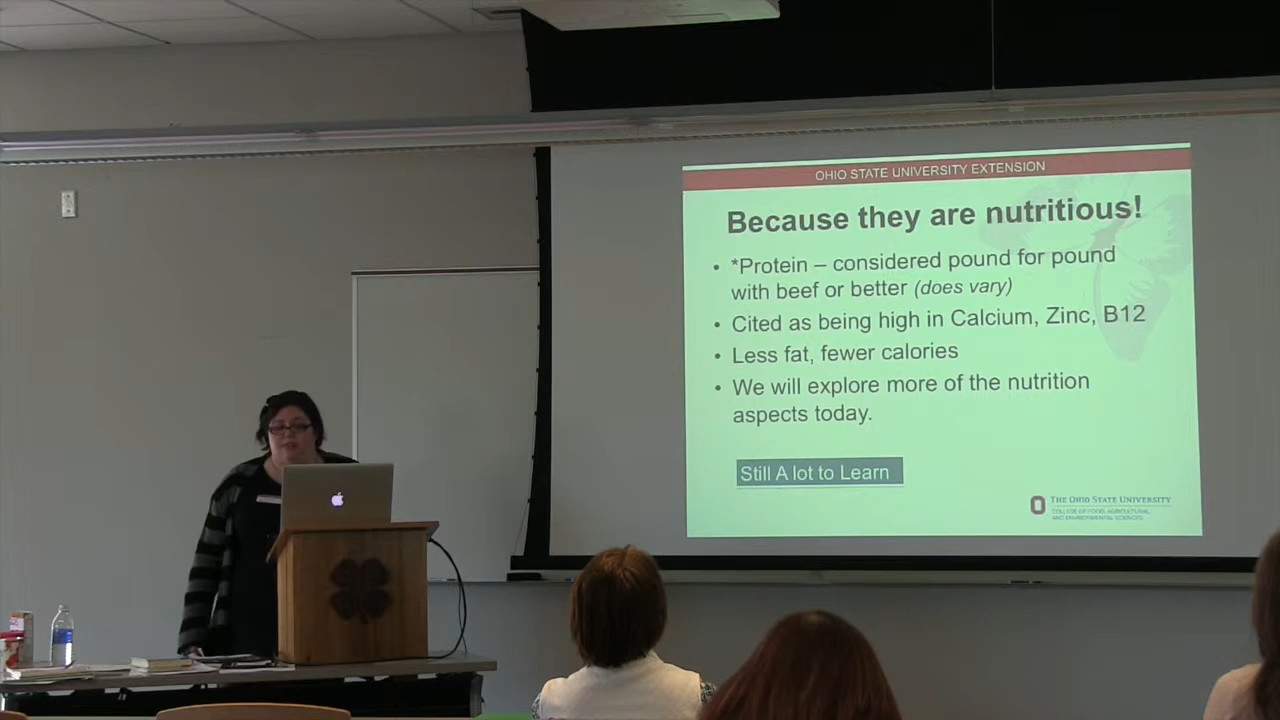 OHIO STATE UNIVERSITY EXTENSION
Because they are nutritious!
• *Protein – considered pound for pound
with beef or better (does vary)
• Cited as being high in Calcium, Zinc, B12
• Less fat, fewer calories
• We will explore more of the nutrition
aspects today.
Still A lot to Learn
THE OHIO STATE UNIVERSITY
COLLEGE OF FOOD, AGRICULTURAL,
AND ENVIRONMENTAL SCIENCES